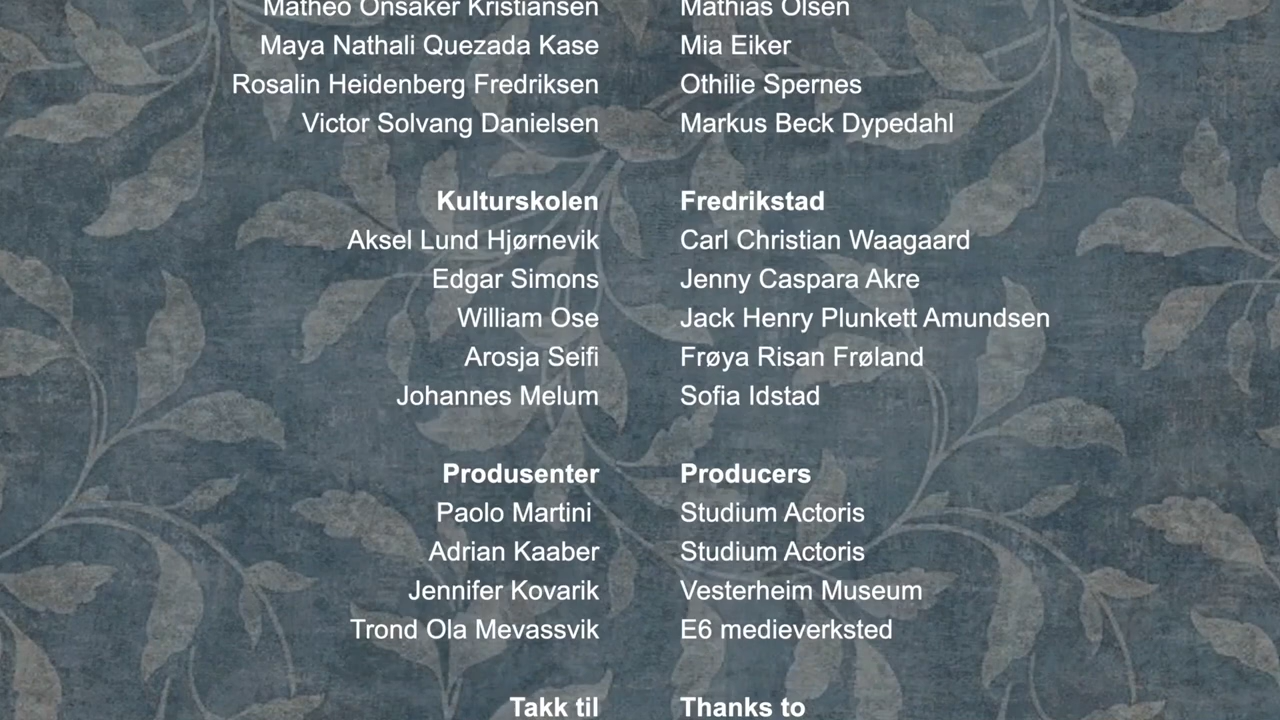 Matheo Onsaker Kristiansen Mathias Olsen
Maya Nathali Quezada Kase Mia Eiker
Rosalin Heidenberg Fredriksen Othilie Spernes
Victor Solvang Danielsen Markus Beck Dypedahl
Kulturskolen Fredrikstad
Aksel Lund Hjørnevik Carl Christian Waagaard
Edgar Simons Jenny Caspara Akre
William Ose Jack Henry Plunkett Amundsen
Arosja Seifi Frøya Risan Frøland
Johannes Melum Sofia Idstad
Produsenter Producers
Paolo Martini Studium Actoris
Adrian Kaaber Studium Actoris
Jennifer Kovarik Vesterheim Museum
Trond Ola Mevassvik E6 medieverksted
Takk til Thanks to